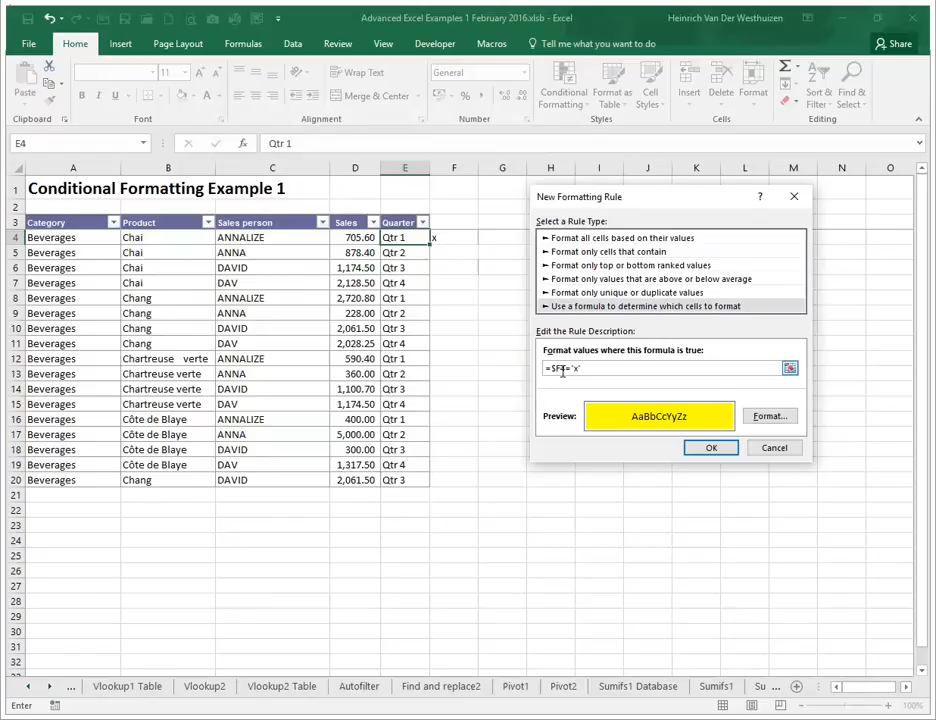 Advanced Excel Examples 1 February 2016.xlsb - Excel
Heinrich Van Der Westhuizen
File Home Insert Page Layout Formulas Data Review View Developer Macros Tell me what you want to do Share
Paste
11 A A
B I U
Wrap Text
Merge & Center
General
%
Conditional Formatting
Format as Table
Cell Styles
Insert
Delete
Format
Sort & Filter
Find & Select
Clipboard Font Alignment Number Styles Cells Editing
E4 fx Qtr 1
A B C D E F G H I J K L M N O
1 Conditional Formatting Example 1
2
3 Category Product Sales person Sales Quarter
4 Beverages Chai ANNALIZE 705.60 Qtr 1 x
5 Beverages Chai ANNA 878.40 Qtr 2
6 Beverages Chai DAVID 1,174.50 Qtr 3
7 Beverages Chai DAV 2,128.50 Qtr 4
8 Beverages Chang ANNALIZE 2,720.80 Qtr 1
9 Beverages Chang ANNA 228.00 Qtr 2
10 Beverages Chang DAVID 2,061.50 Qtr 3
11 Beverages Chang DAV 2,028.25 Qtr 4
12 Beverages Chartreuse verte ANNALIZE 590.40 Qtr 1
13 Beverages Chartreuse verte ANNA 360.00 Qtr 2
14 Beverages Chartreuse verte DAVID 1,100.70 Qtr 3
15 Beverages Chartreuse verte DAV 1,174.50 Qtr 4
16 Beverages Côte de Blaye ANNALIZE 400.00 Qtr 1
17 Beverages Côte de Blaye ANNA 5,000.00 Qtr 2
18 Beverages Côte de Blaye DAVID 300.00 Qtr 3
19 Beverages Côte de Blaye DAV 1,317.50 Qtr 4
20 Beverages Chang DAVID 2,061.50 Qtr 3
21
22
23
24
25
26
27
28
29
30
31
32
New Formatting Rule ?
Select a Rule Type:
► Format all cells based on their values
► Format only cells that contain
► Format only top or bottom ranked values
► Format only values that are above or below average
► Format only unique or duplicate values
► Use a formula to determine which cells to format
Edit the Rule Description:
Format values where this formula is true:
Preview: AaBbCcYyZz Format...
OK Cancel
... Vlookup1 Table Vlookup2 Vlookup2 Table Autofilter Find and replace2 Pivot1 Pivot2 Sumifs1 Database Sumifs1 Su ...
Enter 100%